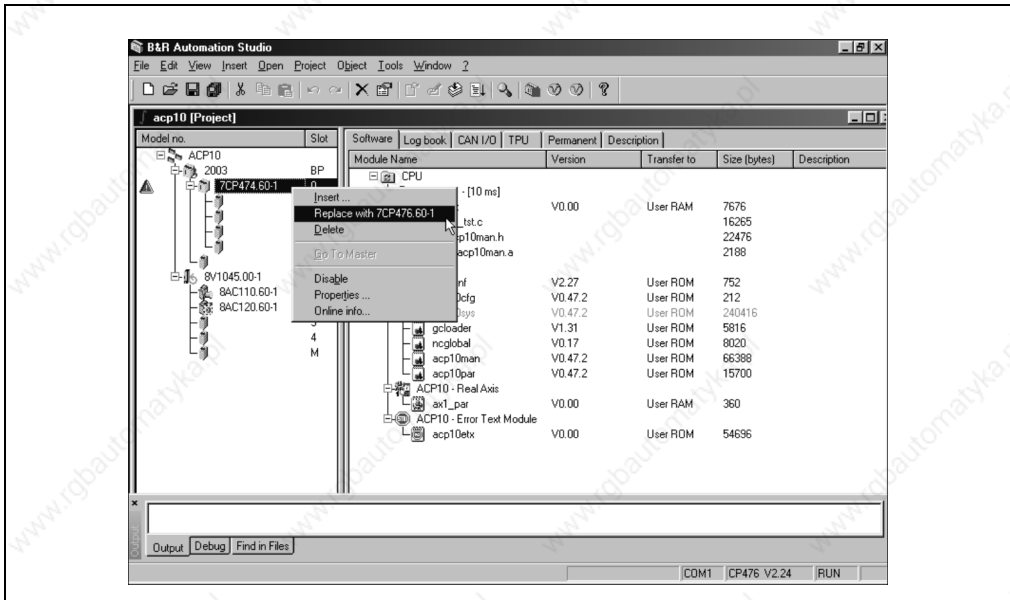 B&R Automation Studio
File Edit View Insert Open Project Object Tools Window ?
acp10 [Project]
Model no. Slot
ACP10
2003 BP
7CP474.60-1 0
8V1045.00-1
8AC110.60-1
8AC120.60-1
3
4
M
Insert ...
Replace with 7CP476.60-1
Delete
Go To Master
Disable
Properties ...
Online info...
Software Log book CAN I/O TPU Permanent Description
Module Name Version Transfer to Size (bytes) Description
CPU
- [10 ms]
V0.00 User RAM 7676
_tst.c 16265
p10man.h 22476
acp10man.a 2188
nf V2.27 User ROM 752
0cfg V0.47.2 User ROM 212
0sys V0.47.2 User ROM 240416
gcloader V1.31 User ROM 5816
ncglobal V0.17 User ROM 8020
acp10man V0.47.2 User ROM 66388
acp10par V0.47.2 User ROM 15700
ACP10 - Real Axis
ax1_par V0.00 User RAM 360
ACP10 - Error Text Module
acp10etx V0.00 User ROM 54696
Output
Output Debug Find in Files
COM1 CP476 V2.24 RUN
www.rgbautomatyka.pl